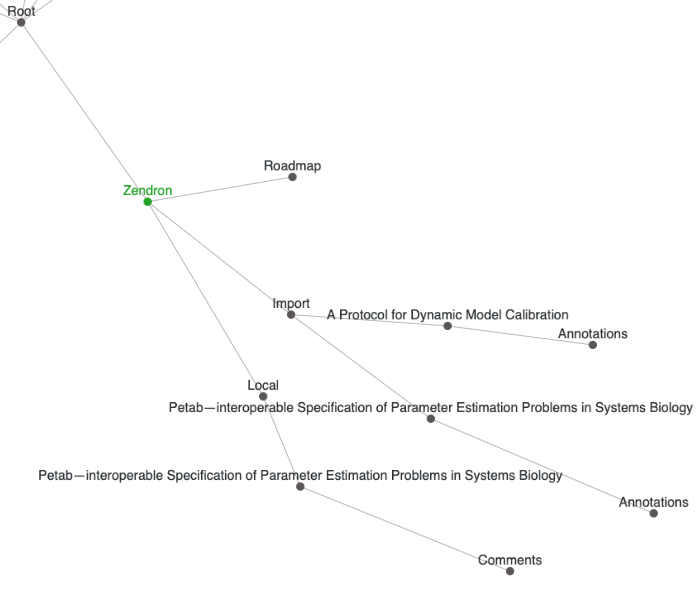 Root
Roadmap
Zendron
Import
A Protocol for Dynamic Model Calibration
Annotations
Local
Petab—interoperable Specification of Parameter Estimation Problems in Systems Biology
Petab—interoperable Specification of Parameter Estimation Problems in Systems Biology
Annotations
Comments